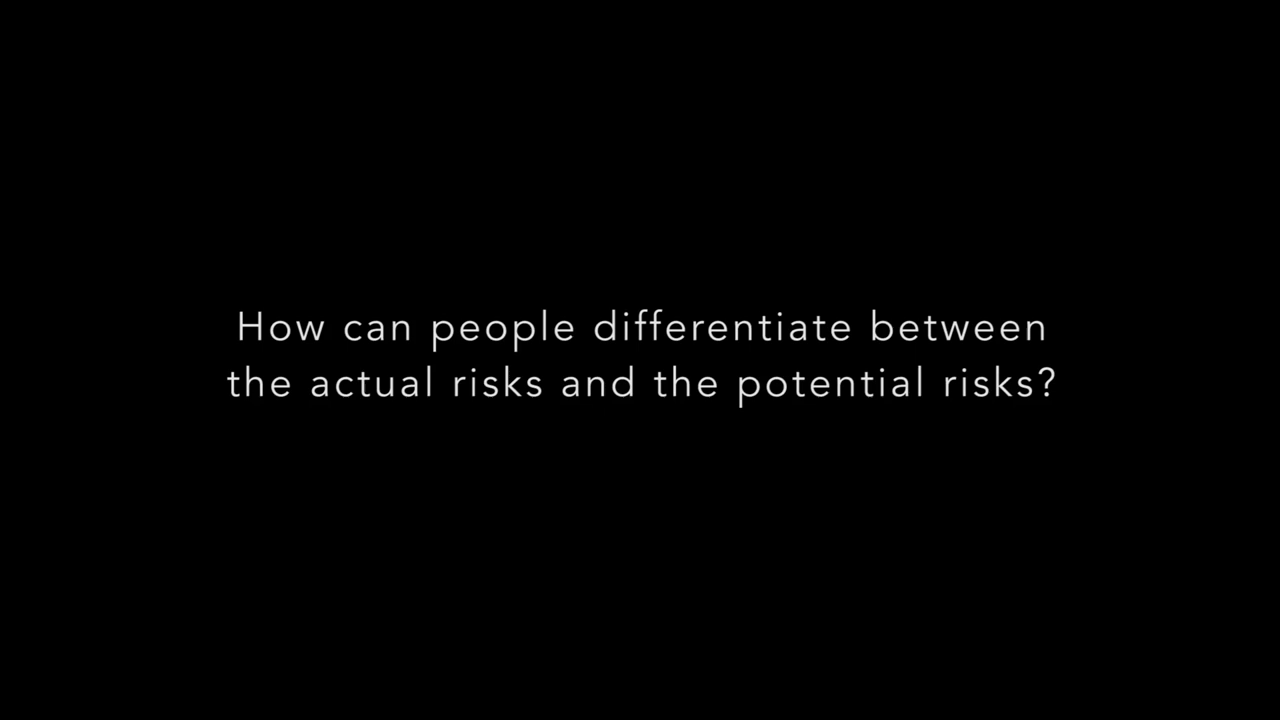 How can people differentiate between
the actual risks and the potential risks?